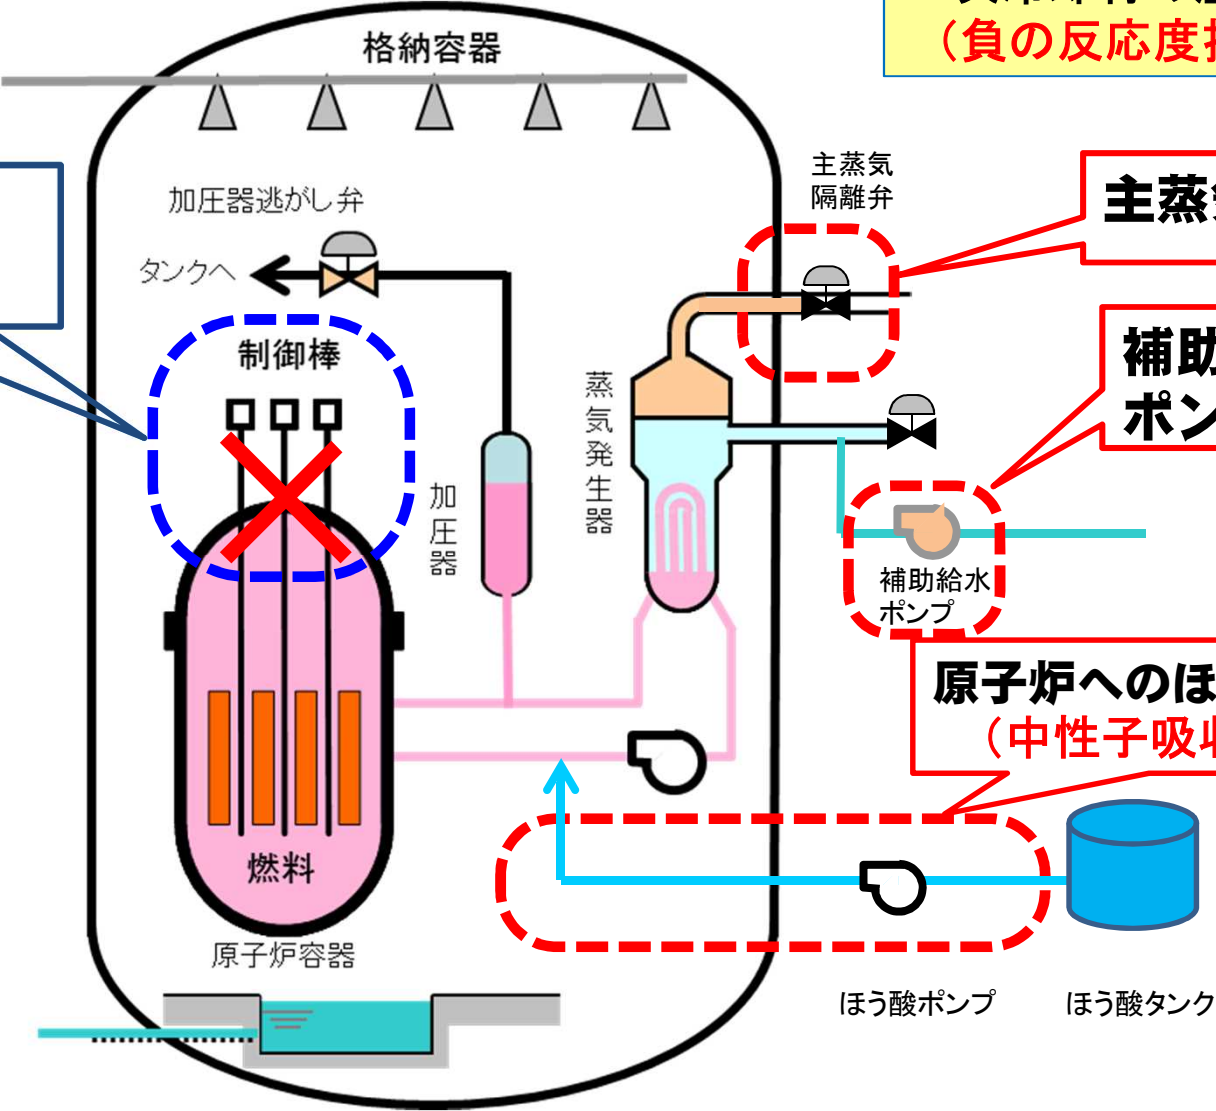 （負の反応度
格納容器
主蒸気
隔離弁
主蒸
加圧器逃がし弁
タンクへ
制御棒
補助
ポン
蒸気発生器
加圧器
補助給水
ポンプ
原子炉へのほ
（中性子吸
燃料
原子炉容器
ほう酸ポンプ
ほう酸タンク